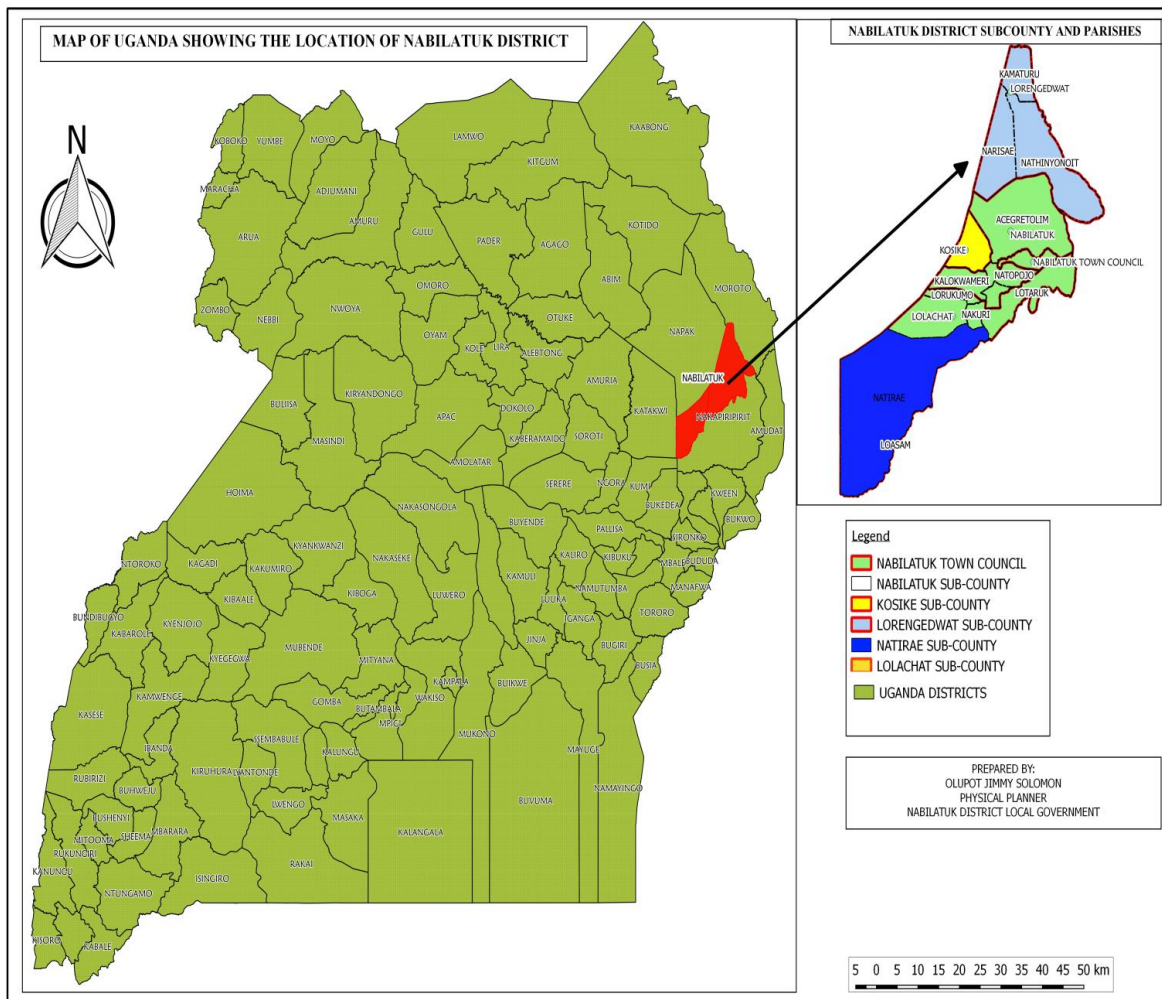 MAP OF UGANDA SHOWING THE LOCATION OF NABILATUK DISTRICT
N
KAABONG
LAMWO
KITGUM
KOBOKO
YUMBE
MOYO
MARACHA
ADJUMANI
AMURU
GULU
ARUA
PADER
AGAGO
KOTIDO
ABIM
OMORO
MOROTO
ZOMBO
NEBBI
NWOYA
OTUKE
NAPAK
OYAM
KOLE
LIRA
ALEBTONG
AMURIA
NABILATUK
BULIISA
KIRYANDONGO
APAC
DOKOLO
KATAKWI
NAKAPIRIPIRIT
MASINDI
KABERAMAIDO
SOROTI
AMUDAT
AMOLATAR
HOIMA
SERERE
NGORA
KUMI
BUKEDEA
KWEEN
BUKWO
NAKASONGOLA
BUYENDE
PALLISA
SIRONKO
NTOROKO
KAGADI
KAKUMIRO
KYANKWANZI
NAKASEKE
KALIRO
KIBUKU
MBALE
BUDUDA
KAMULI
NAMUTUMBA
MANAFWA
KIBAALE
KIBOGA
LUWERO
LUUKA
IGANGA
TORORO
BUNDIBUGYO
KABAROLE
KYENJOJO
KYEGEGWA
MUBENDE
MITYANA
JINJA
BUGIRI
BUSIA
KASESE
KAMWENGE
GOMBA
BUTAMBALA
KAMPALA
WAKISO
BUIKWE
MPIGI
MUKONO
MAYUGE
NAMAYINGO
IBANDA
SSEMBABULE
KALUNGU
RUBIRIZI
KIRUHURA
LYANTONDE
BUHWEJU
LWENGO
MASAKA
KALANGALA
BUVUMA
BUSHENYI
MITOOMA
SHEEMA
MBARARA
RUKUNGIRI
KANUNGU
NTUNGAMO
ISINGIRO
RAKAI
KISORO
KABALE
NABILATUK DISTRICT SUBCOUNTY AND PARISHES
KAMATURU
LORENGEDWAT
NARISAE
NATHINYONOIT
ACEGRETOLIM
NABILATUK
KOSIKE
NABILATUK TOWN COUNCIL
KALOKWAMERI
NATOPOJO
LORUKUMO
LOTARUK
LOLACHAT
NAKURI
NATIRAE
LOASAM
Legend
NABILATUK TOWN COUNCIL
NABILATUK SUB-COUNTY
KOSIKE SUB-COUNTY
LORENGEDWAT SUB-COUNTY
NATIRAE SUB-COUNTY
LOLACHAT SUB-COUNTY
UGANDA DISTRICTS
PREPARED BY:
OLUPOT JIMMY SOLOMON
PHYSICAL PLANNER
NABILATUK DISTRICT LOCAL GOVERNMENT
5 0 5 10 15 20 25 30 35 40 45 50 km